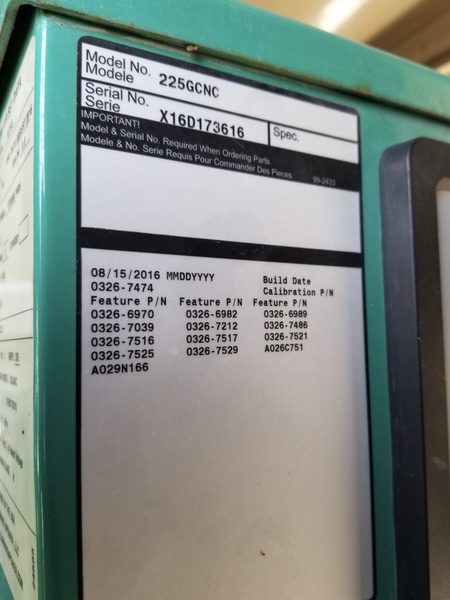 Model No. 225GCNC
Modele
Serial No. X16D173616 Spec.
Serie
IMPORTANT!
Model & Serial No. Required When Ordering Parts.
Modele & No. Serie Requis Pour Commander Des Pieces. 99-2433
08/15/2016 MMDDYYYY Build Date
0326-7474 Calibration P/N
Feature P/N Feature P/N Feature P/N
0326-6970 0326-6982 0326-6989
0326-7039 0326-7212 0326-7486
0326-7516 0326-7517 0326-7521
0326-7525 0326-7529 A026C751
A029N166